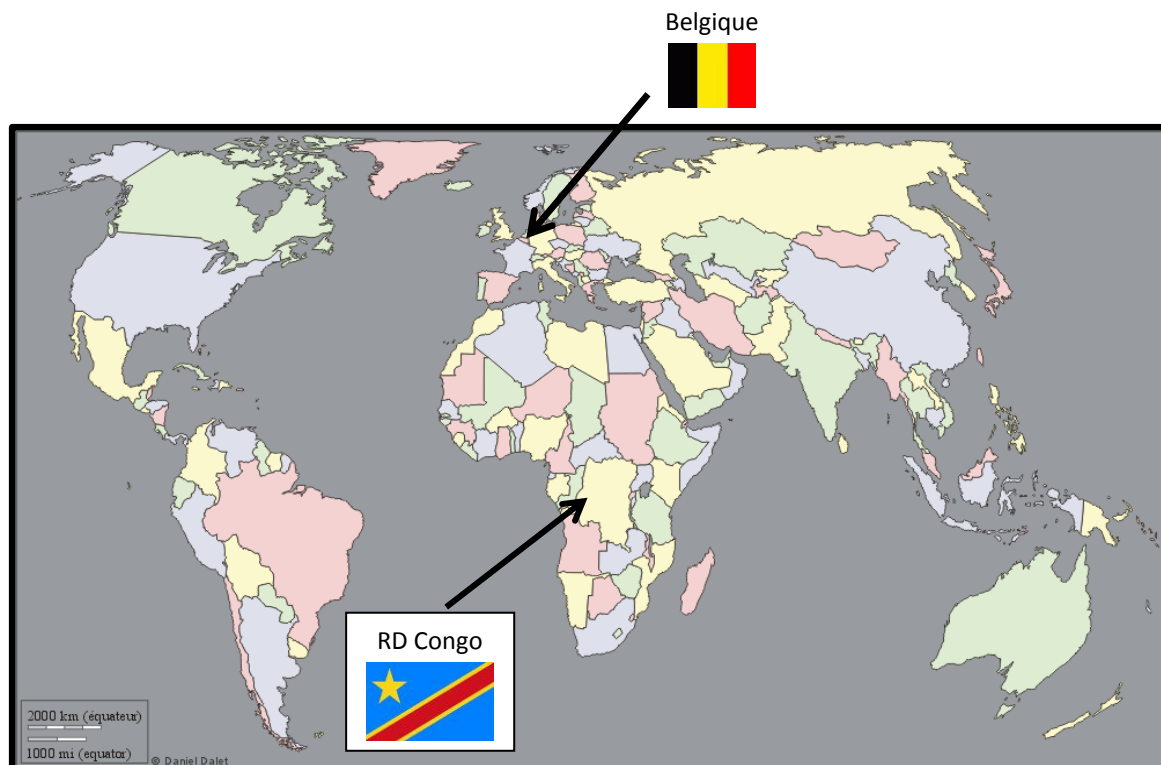 Belgique
RD Congo
2000 km (équateur)
1000 mi (equator)
© Daniel Dalet